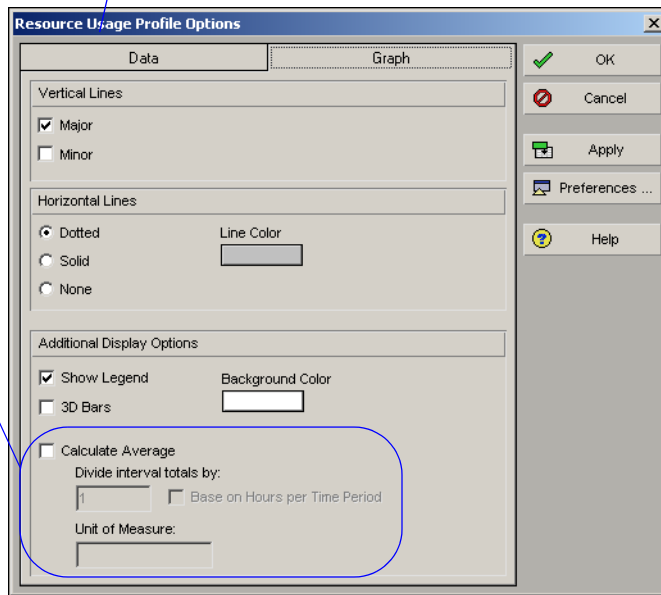 Resource Usage Profile Options
Data
Graph
Vertical Lines
Major
Minor
Horizontal Lines
Dotted
Line Color
Solid
None
Additional Display Options
Show Legend
Background Color
3D Bars
Calculate Average
Divide interval totals by:
1
Base on Hours per Time Period
Unit of Measure:
OK
Cancel
Apply
Preferences ...
Help